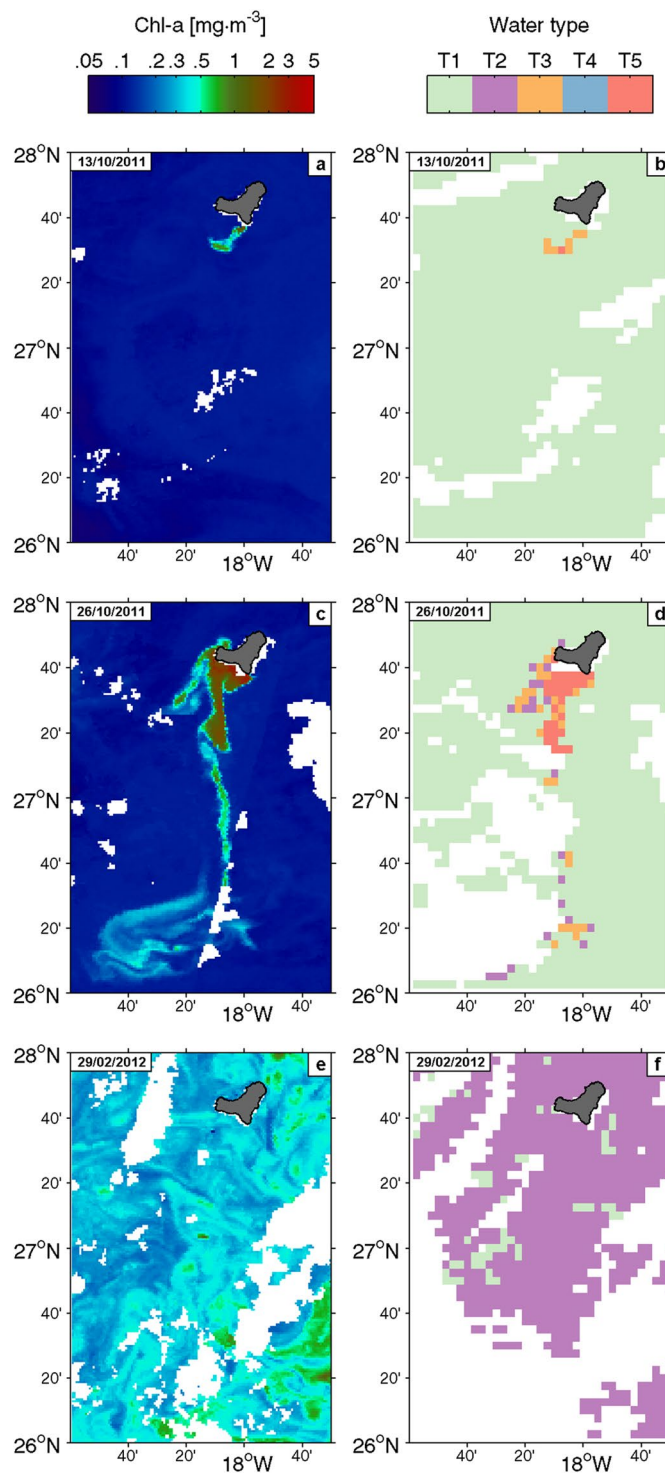 Chl-a [mg·m⁻³] Water type
.05 .1 .2 .3 .5 1 2 3 5 T1 T2 T3 T4 T5
28°N 13/10/2011 a 13/10/2011 b
40' 40'
20' 20'
27°N 27°N
40' 40'
20' 20'
26°N 26°N
40' 20' 18°W 40' 40' 20' 18°W 40'
28°N 26/10/2011 c 26/10/2011 d
40' 40'
20' 20'
27°N 27°N
40' 40'
20' 20'
26°N 26°N
40' 20' 18°W 40' 40' 20' 18°W 40'
28°N 29/02/2012 e 29/02/2012 f
40' 40'
20' 20'
27°N 27°N
40' 40'
20' 20'
26°N 26°N
40' 20' 18°W 40' 40' 20' 18°W 40'